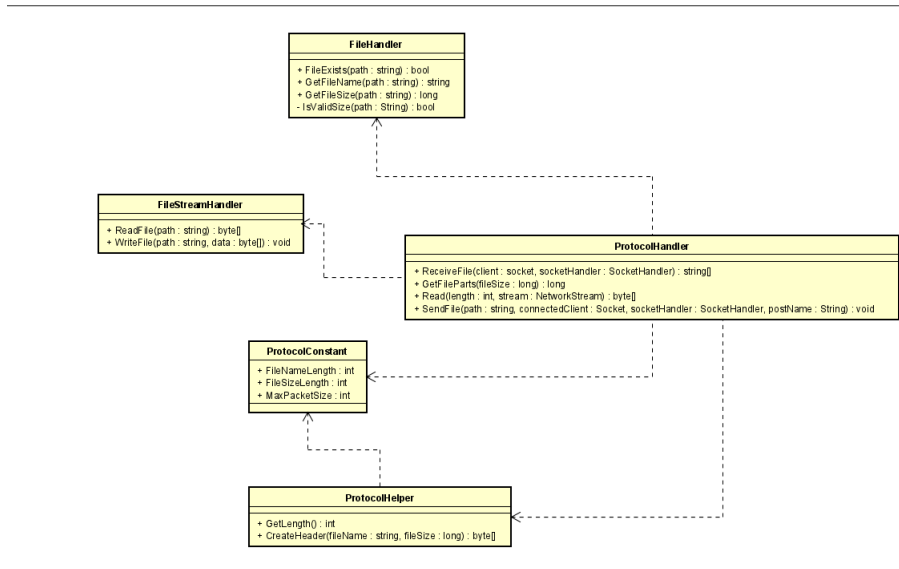 FileHandler
+ FileExists(path : string) : bool
+ GetFileName(path : string) : string
+ GetFileSize(path : string) : long
- IsValidSize(path : String) : bool
FileStreamHandler
+ ReadFile(path : string) : byte[]
+ WriteFile(path : string, data : byte[]) : void
ProtocolHandler
+ ReceiveFile(client : socket, socketHandler : SocketHandler) : string[]
+ GetFileParts(fileSize : long) : long
+ Read(length : int, stream : NetworkStream) : byte[]
+ SendFile(path : string, connectedClient : Socket, socketHandler : SocketHandler, postName : String) : void
ProtocolConstant
+ FileNameLength : int
+ FileSizeLength : int
+ MaxPacketSize : int
ProtocolHelper
+ GetLength() : int
+ CreateHeader(fileName : string, fileSize : long) : byte[]